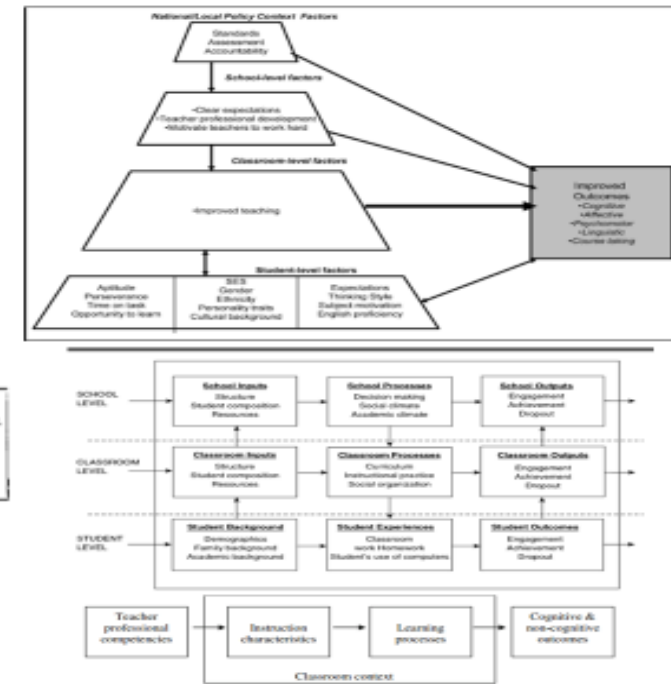 National/Local Policy Context Factors
Standards
Assessment
Accountability
School-level factors
•Clear expectations
•Teacher professional development
•Motivate teachers to work hard
Classroom-level factors
•Improved teaching
Improved
Outcomes
•Cognitive
•Affective
•Psychomotor
•Linguistic
•Course-taking
Student-level factors
Aptitude
Perseverance
Time on task
Opportunity to learn
SES
Gender
Ethnicity
Personality traits
Cultural background
Expectations
Thinking Style
Subject motivation
English proficiency
SCHOOL
LEVEL
School Inputs
Structure
Student composition
Resources
School Processes
Decision making
Social climate
Academic climate
School Outputs
Engagement
Achievement
Dropout
CLASSROOM
LEVEL
Classroom Inputs
Structure
Student composition
Resources
Classroom Processes
Curriculum
Instructional practice
Social organization
Classroom Outputs
Engagement
Achievement
Dropout
STUDENT
LEVEL
Student Background
Demographics
Family background
Academic background
Student Experiences
Classroom
work Homework
Student's use of computers
Student Outcomes
Engagement
Achievement
Dropout
Teacher
professional
competencies
Instruction
characteristics
Learning
processes
Cognitive &
non-cognitive
outcomes
Classroom context